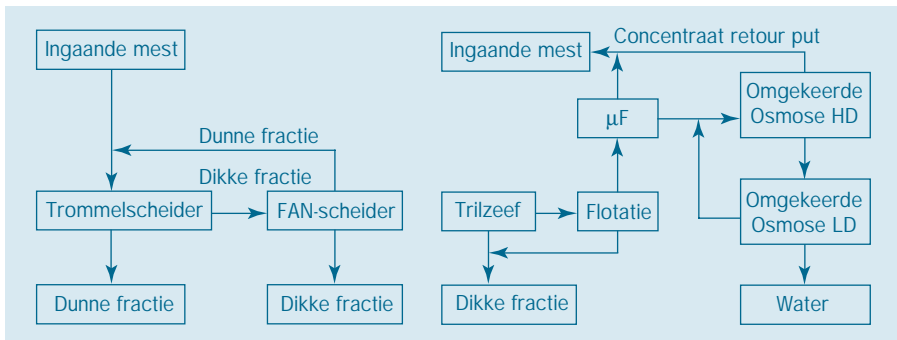 Ingaande mest
Dunne fractie
Dikke fractie
Trommelscheider
FAN-scheider
Dunne fractie
Dikke fractie
Concentraat retour put
Ingaande mest
µF
Omgekeerde
Osmose HD
Trilzeef
Flotatie
Omgekeerde
Osmose LD
Dikke fractie
Water